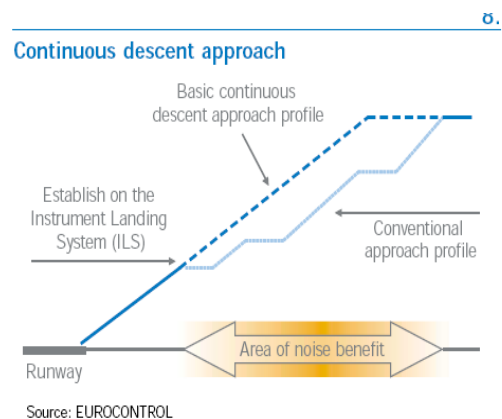 Continuous descent approach
Basic continuous
descent approach profile
Establish on the
Instrument Landing
System (ILS)
Conventional
approach profile
Area of noise benefit
Runway
Source: EUROCONTROL